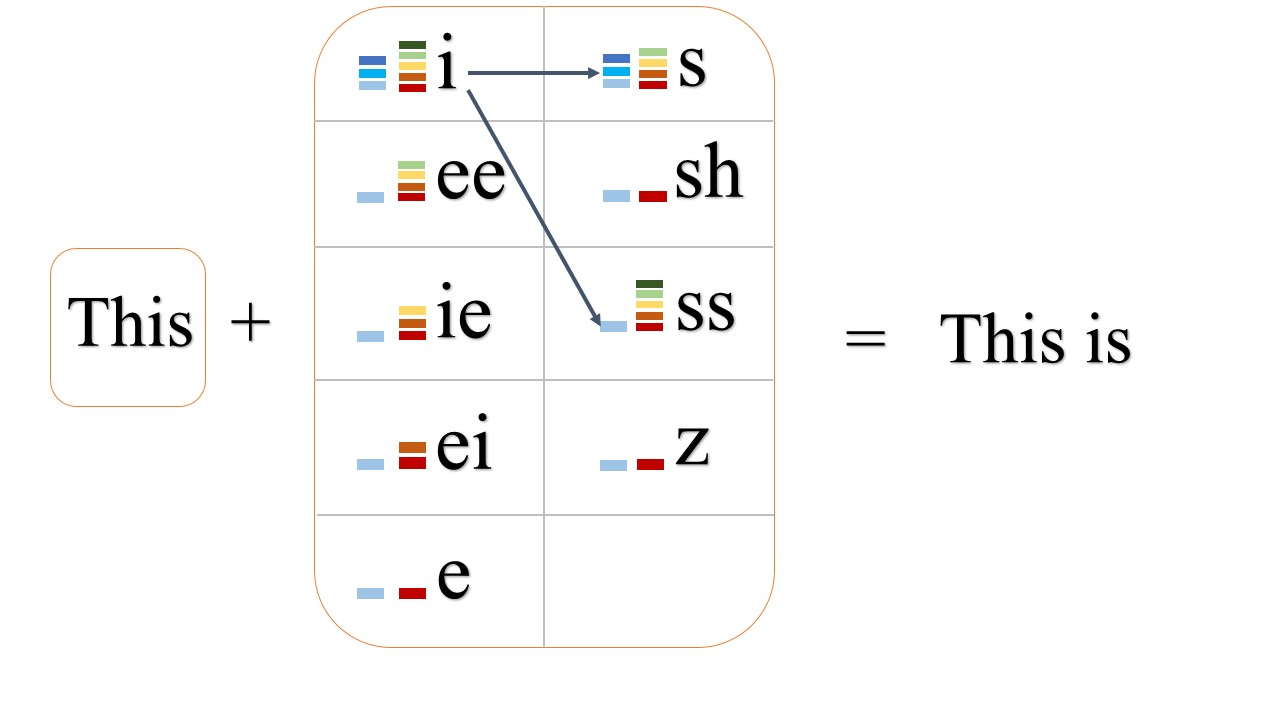 i s
ee sh
This + ie ss = This is
ei z
e